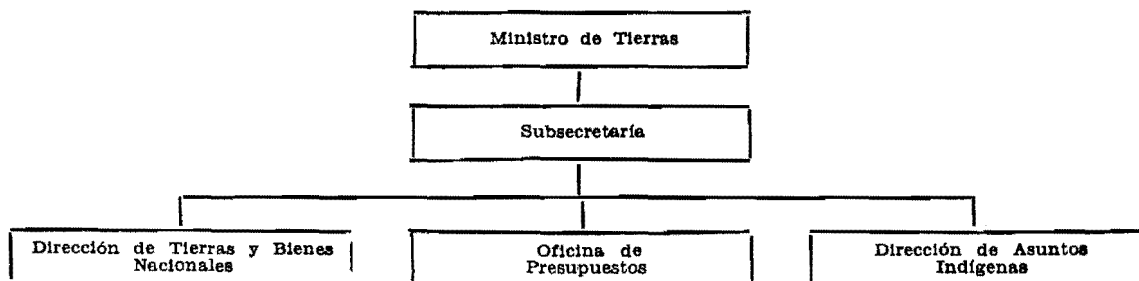 Ministro de Tierras
Subsecretaría
Dirección de Tierras y Bienes
Nacionales
Oficina de
Presupuestos
Dirección de Asuntos
Indígenas